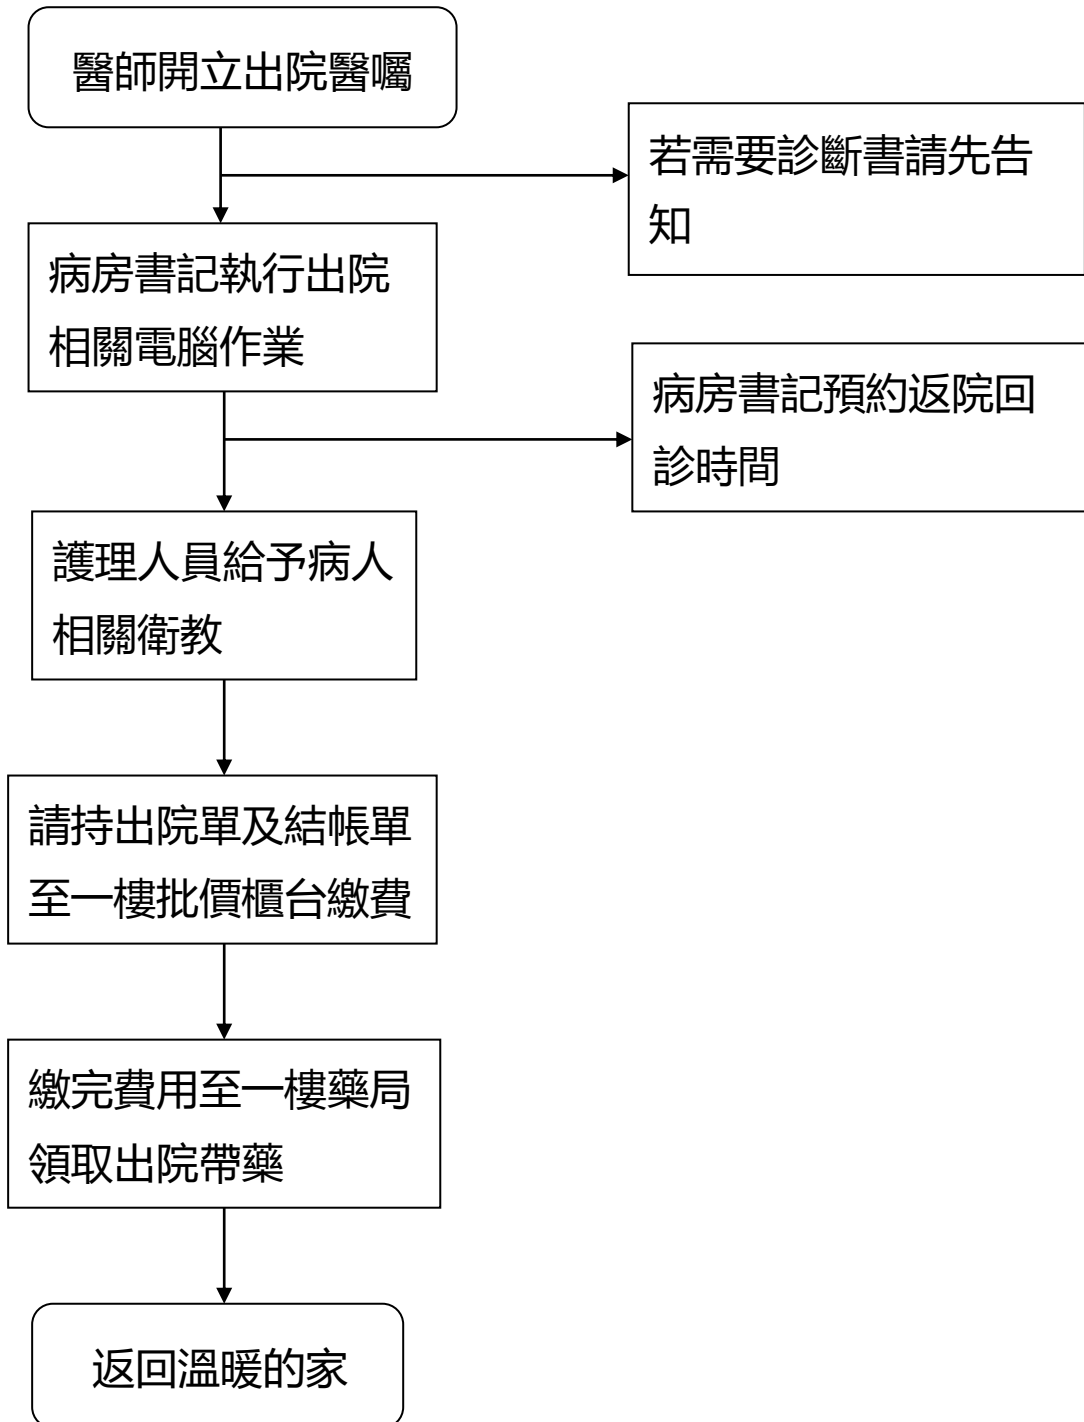 醫師開立出院醫囑
若需要診斷書請先告
知
病房書記執行出院
相關電腦作業
病房書記預約返院回
診時間
護理人員給予病人
相關衛教
請持出院單及結帳單
至一樓批價櫃台繳費
繳完費用至一樓藥局
領取出院帶藥
返回溫暖的家